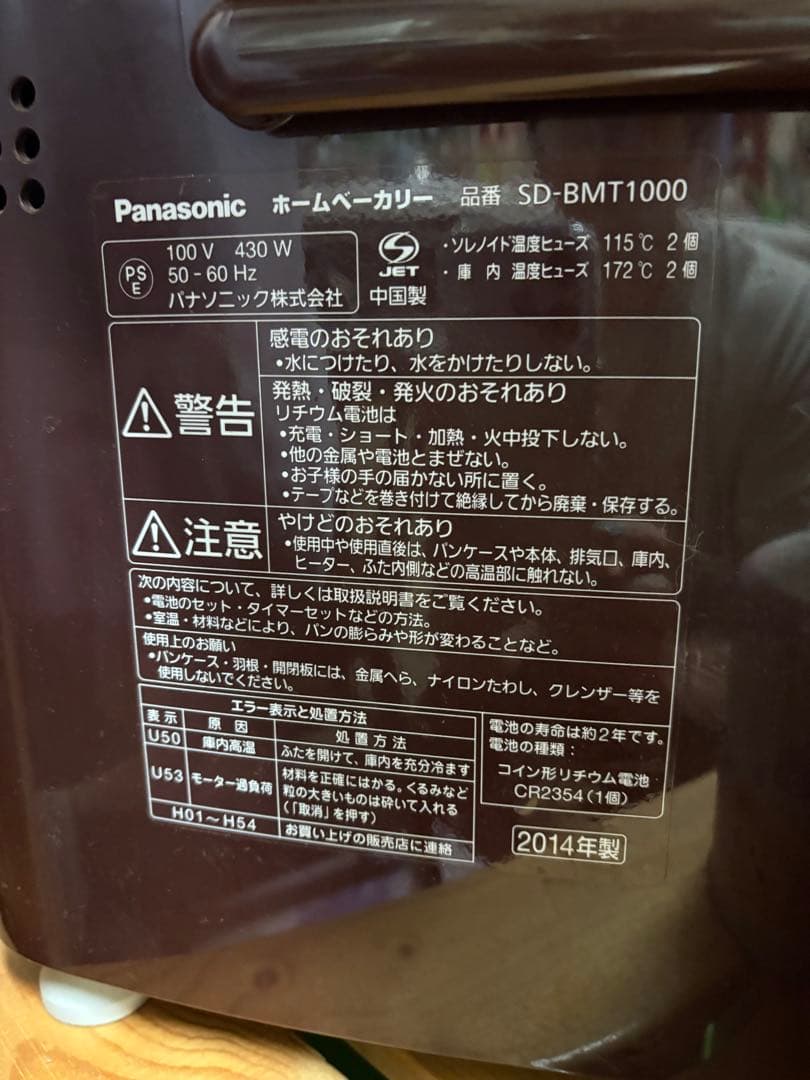 Panasonic ホームベーカリー 品番 SD-BMT1000
PS
E
100 V 430 W
50 - 60 Hz
パナソニック株式会社
S
JET
中国製
・ソレノイド温度ヒューズ 115℃ 2個
・庫内 温度ヒューズ 172℃ 2個
警告
感電のおそれあり
・水につけたり、水をかけたりしない。
発熱・破裂・発火のおそれあり
リチウム電池は
・充電・ショート・加熱・火中投下しない。
・他の金属や電池とまぜない。
・お子様の手の届かない所に置く。
・テープなどを巻き付けて絶縁してから廃棄・保存する。
注意
やけどのおそれあり
・使用中や使用直後は、パンケースや本体、排気口、庫内、
ヒーター、ふた内側などの高温部に触れない。
次の内容について、詳しくは取扱説明書をご覧ください。
・電池のセット・タイマーセットなどの方法。
・室温・材料などにより、パンの膨らみや形が変わることなど。
使用上のお願い
・パンケース・羽根・開閉板には、金属へら、ナイロンたわし、クレンザー等を
使用しないでください。
エラー表示と処置方法
表示 原因 処置方法
U50 庫内高温 ふたを開けて、庫内を充分冷ます
U53 モーター過負荷 材料を正確にはかる。くるみなど
粒の大きいものは砕いて入れる
(「取消」を押す)
H01～H54 お買い上げの販売店に連絡
電池の寿命は約2年です。
電池の種類：
コイン形リチウム電池
CR2354(1個)
2014年製